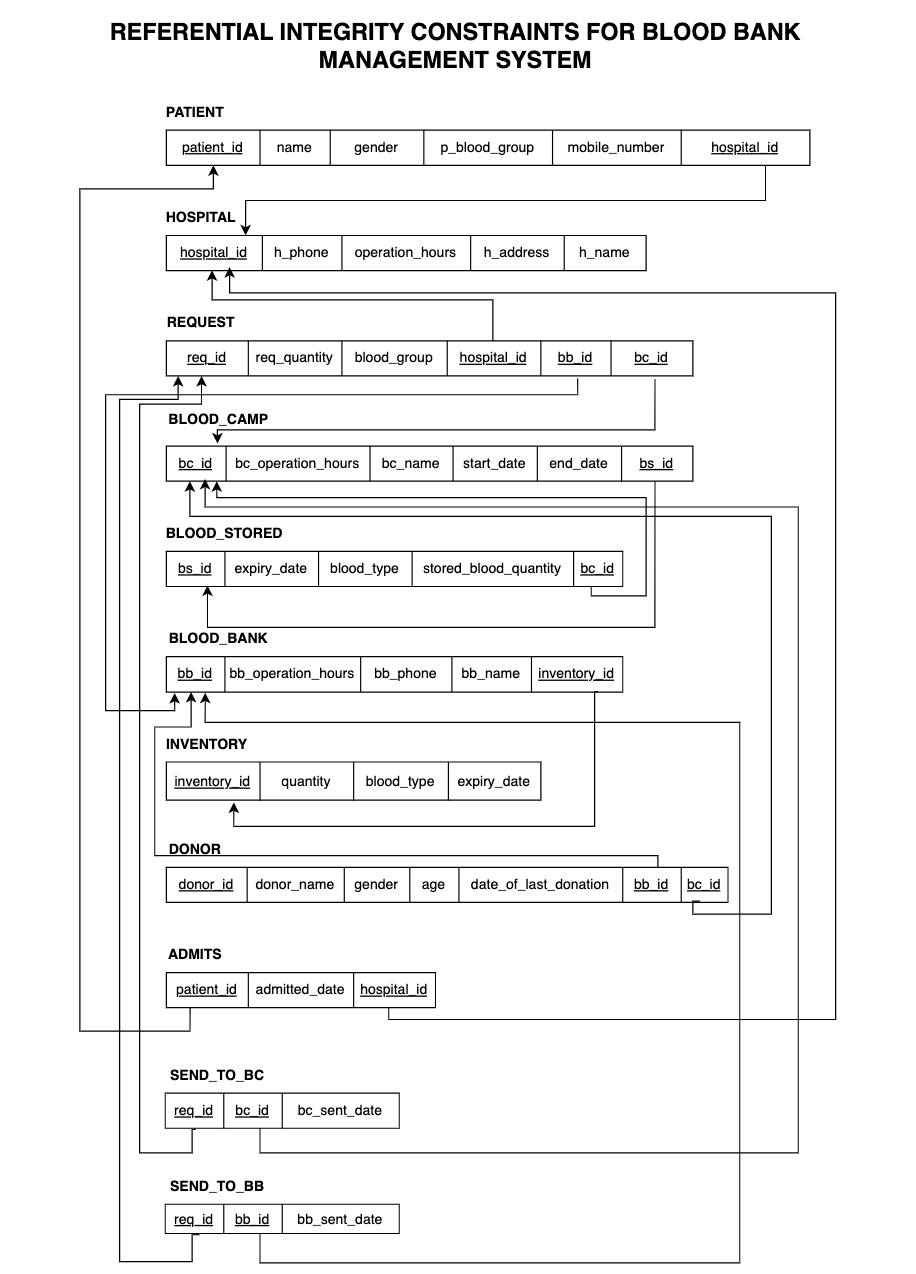 REFERENTIAL INTEGRITY CONSTRAINTS FOR BLOOD BANK
MANAGEMENT SYSTEM
PATIENT
patient_id name gender p_blood_group mobile_number hospital_id
HOSPITAL
hospital_id h_phone operation_hours h_address h_name
REQUEST
req_id req_quantity blood_group hospital_id bb_id bc_id
BLOOD_CAMP
bc_id bc_operation_hours bc_name start_date end_date bs_id
BLOOD_STORED
bs_id expiry_date blood_type stored_blood_quantity bc_id
BLOOD_BANK
bb_id bb_operation_hours bb_phone bb_name inventory_id
INVENTORY
inventory_id quantity blood_type expiry_date
DONOR
donor_id donor_name gender age date_of_last_donation bb_id bc_id
ADMITS
patient_id admitted_date hospital_id
SEND_TO_BC
req_id bc_id bc_sent_date
SEND_TO_BB
req_id bb_id bb_sent_date